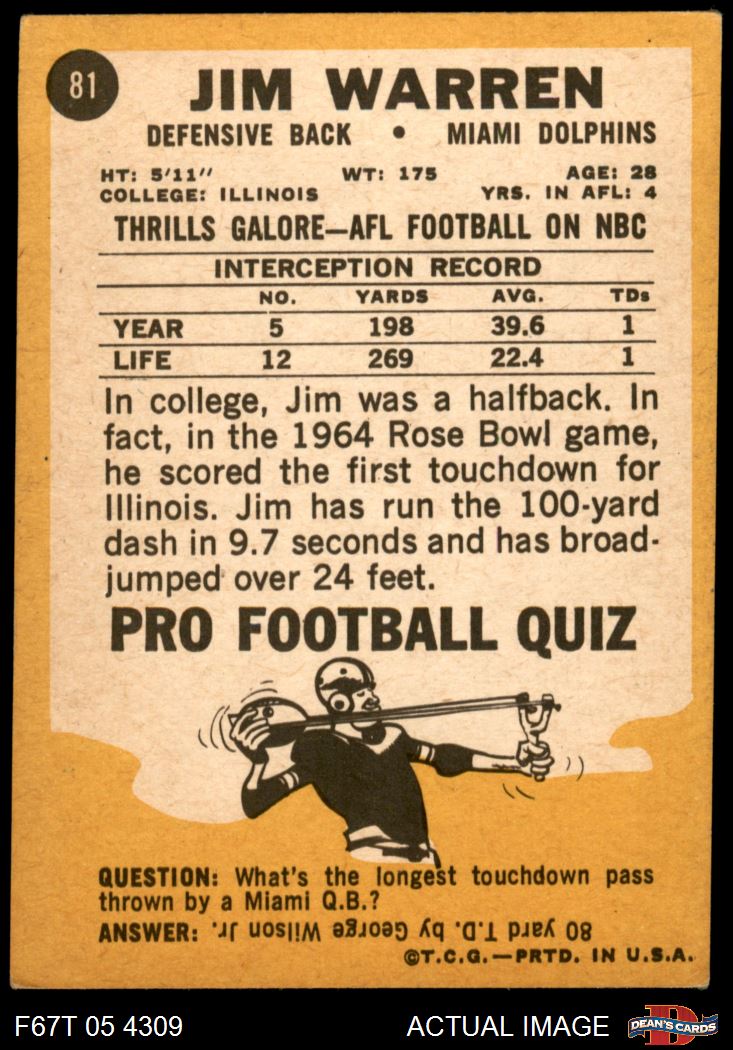 81
JIM WARREN
DEFENSIVE BACK • MIAMI DOLPHINS
HT: 5'11" WT: 175 AGE: 28
COLLEGE: ILLINOIS YRS. IN AFL: 4
THRILLS GALORE—AFL FOOTBALL ON NBC
INTERCEPTION RECORD
NO. YARDS AVG. TDs
YEAR 5 198 39.6 1
LIFE 12 269 22.4 1
In college, Jim was a halfback. In
fact, in the 1964 Rose Bowl game,
he scored the first touchdown for
Illinois. Jim has run the 100-yard
dash in 9.7 seconds and has broad-
jumped over 24 feet.
PRO FOOTBALL QUIZ
QUESTION: What's the longest touchdown pass
thrown by a Miami Q.B.?
ANSWER: 80 yard T.D. by George Wilson Jr.
©T.C.G.—PRTD. IN U.S.A.
F67T 05 4309 ACTUAL IMAGE DEAN'S CARDS